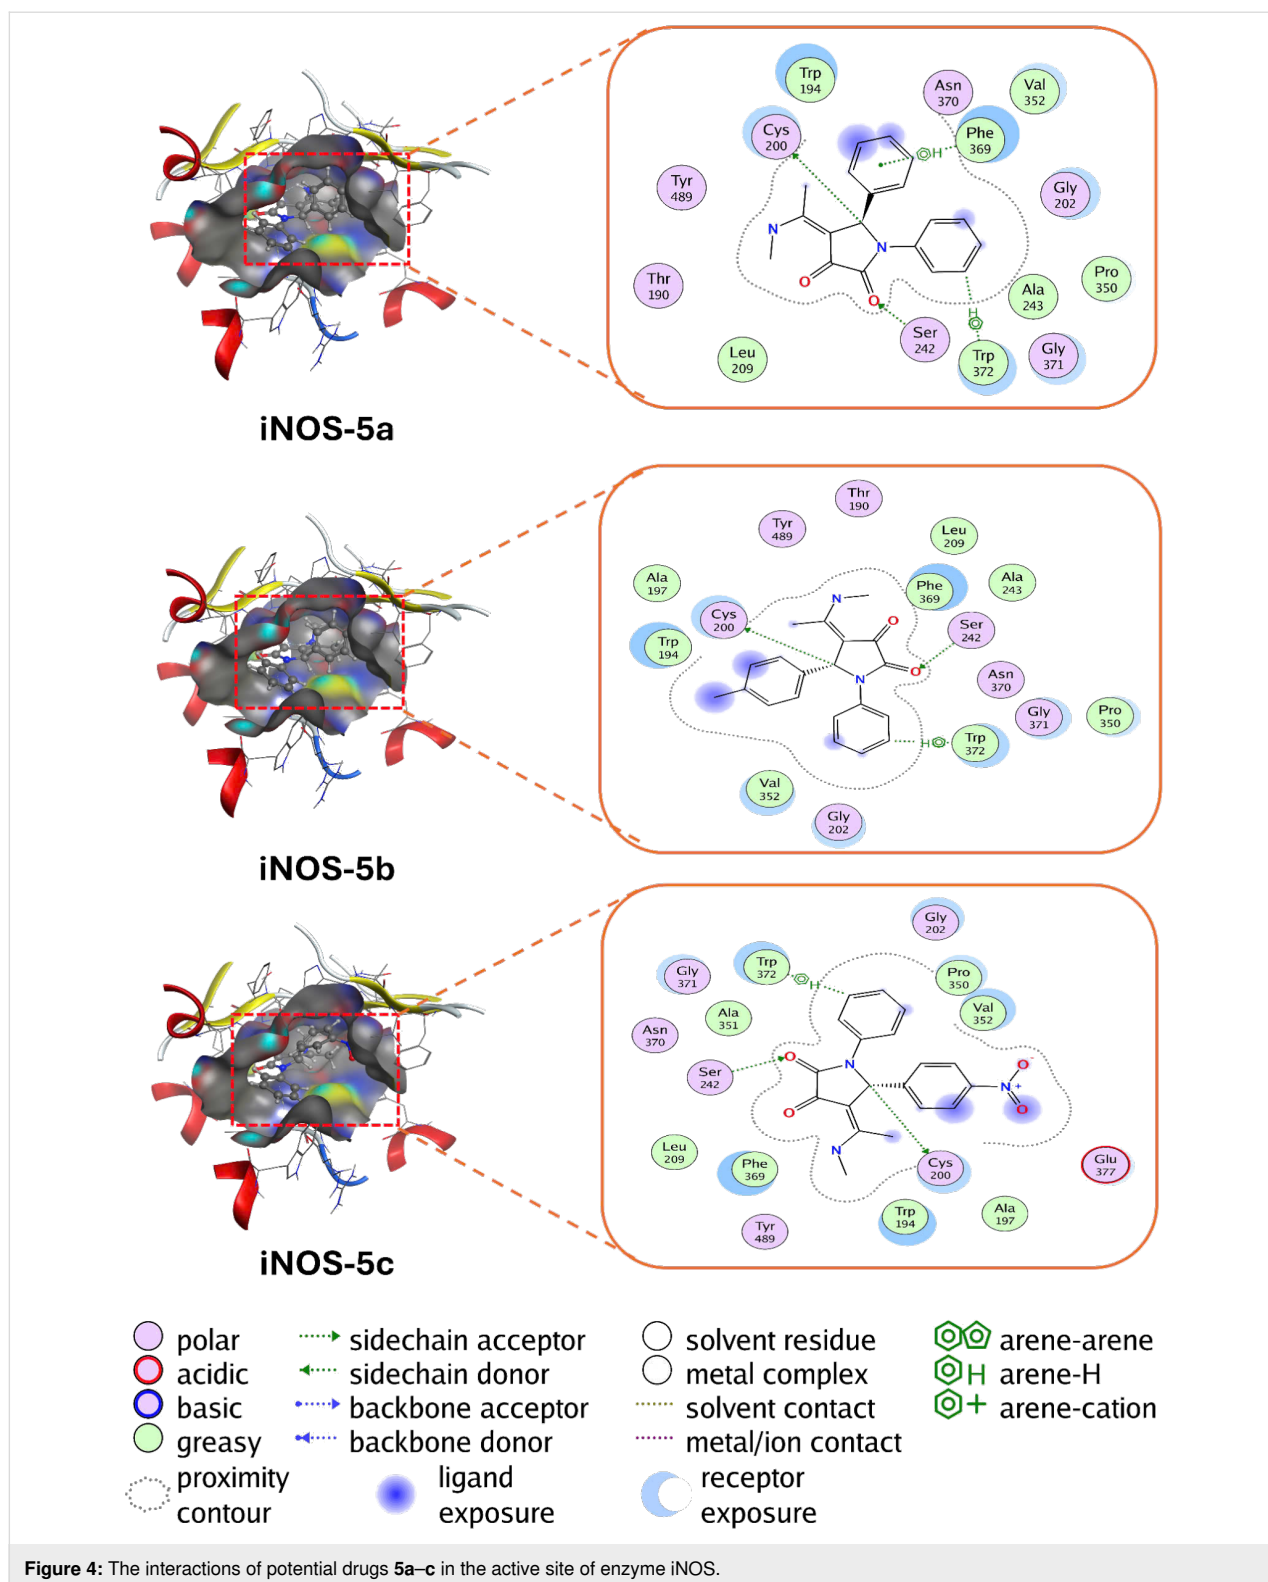 Trp
194
Asn
370
Val
352
Cys
200
Phe
369
H
Tyr
489
Gly
202
N
N
Thr
190
O
O
Ala
243
Pro
350
H
Ser
242
Leu
209
Trp
372
Gly
371
iNOS-5a
Thr
190
Tyr
489
Leu
209
Ala
197
Phe
369
Ala
243
N
Cys
200
O
Ser
242
Trp
194
O
N
Asn
370
Gly
371
Pro
350
H
Trp
372
Val
352
Gly
202
iNOS-5b
Gly
202
Trp
372
Gly
371
H
Pro
350
Ala
351
Val
352
Asn
370
O
N
O-
Ser
242
N+
O
O
Leu
209
N
Phe
369
Cys
200
Glu
377
Trp
194
Ala
197
Tyr
489
iNOS-5c
polar sidechain acceptor solvent residue arene-arene
acidic sidechain donor metal complex H arene-H
basic backbone acceptor solvent contact + arene-cation
greasy backbone donor metal/ion contact
proximity contour
ligand exposure
receptor exposure
Figure 4: The interactions of potential drugs 5a–c in the active site of enzyme iNOS.